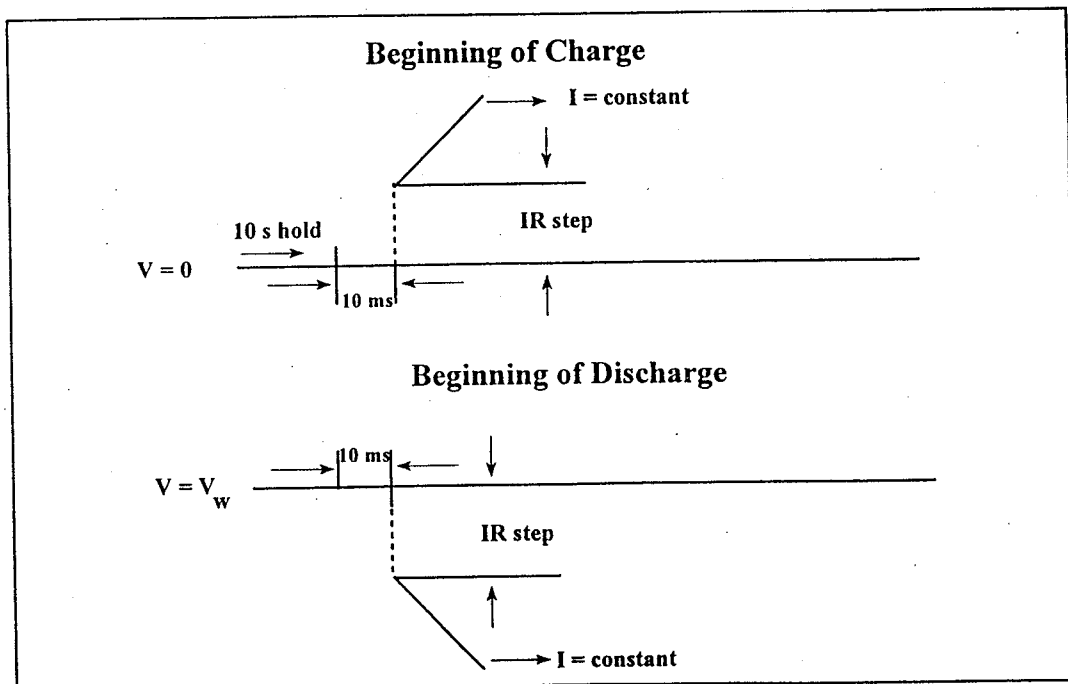 Beginning of Charge
I = constant
IR step
10 s hold
V = 0
10 ms
Beginning of Discharge
10 ms
V = V_W
IR step
I = constant